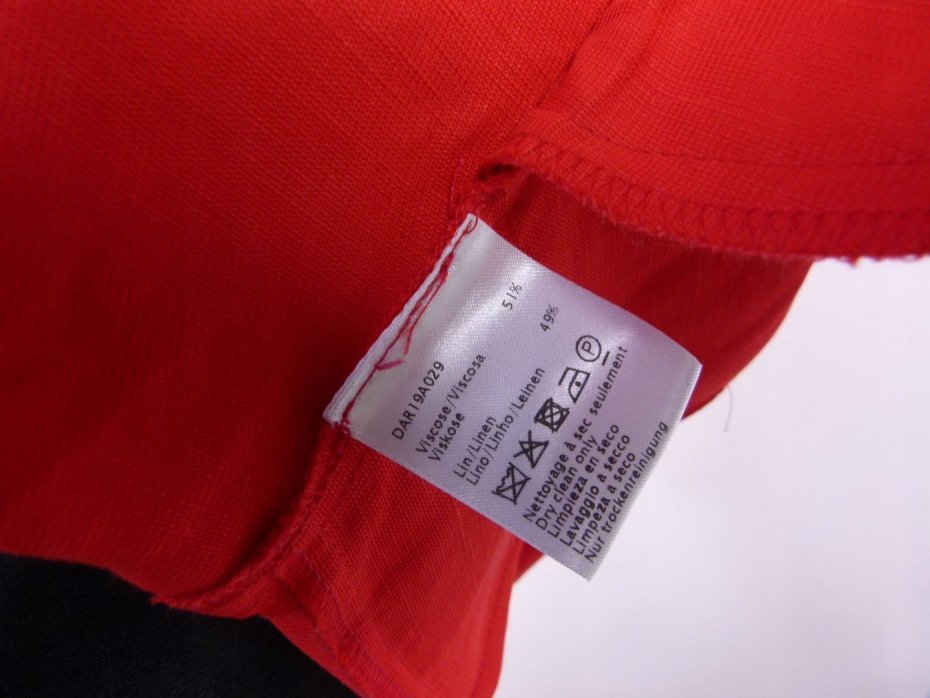 DAR19A029
Viscose/Viscosa 51%
Viskose
Lin/Linen 49%
Lino/Linho/Leinen
P
Nettoyage à sec seulement
Dry clean only
Limpieza en seco
Lavaggio a secco
Limpeza a seco
Nur trockenreinigung